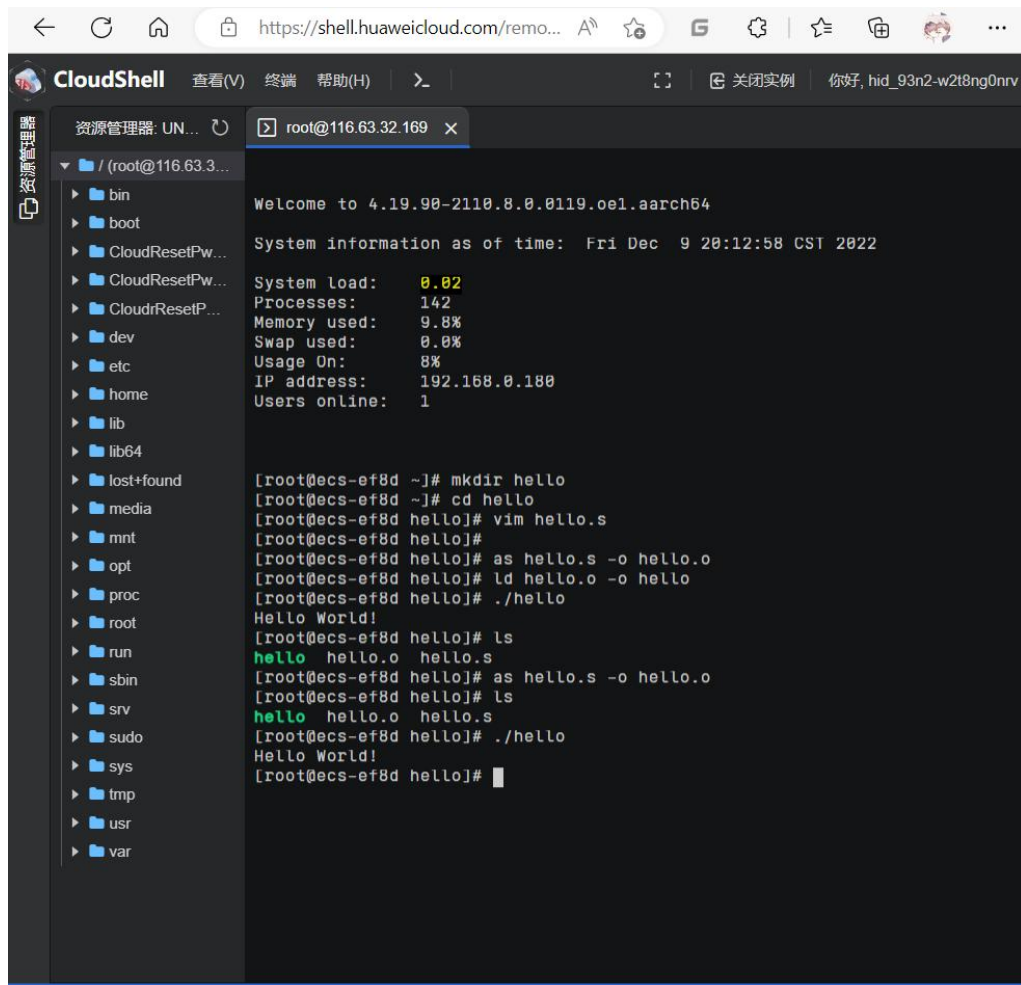 https://shell.huaweicloud.com/remo...
CloudShell 查看(V) 终端 帮助(H) 关闭实例 你好, hid_93n2-w2t8ng0nrv
资源管理器
资源管理器: UN...
/ (root@116.63.3...
bin
boot
CloudResetPw...
CloudResetPw...
CloudrResetP...
dev
etc
home
lib
lib64
lost+found
media
mnt
opt
proc
root
run
sbin
srv
sudo
sys
tmp
usr
var
root@116.63.32.169
Welcome to 4.19.90-2110.8.0.0119.oe1.aarch64
System information as of time: Fri Dec 9 20:12:58 CST 2022
System load: 0.02
Processes: 142
Memory used: 9.8%
Swap used: 0.0%
Usage On: 8%
IP address: 192.168.0.180
Users online: 1
[root@ecs-ef8d ~]# mkdir hello
[root@ecs-ef8d ~]# cd hello
[root@ecs-ef8d hello]# vim hello.s
[root@ecs-ef8d hello]#
[root@ecs-ef8d hello]# as hello.s -o hello.o
[root@ecs-ef8d hello]# ld hello.o -o hello
[root@ecs-ef8d hello]# ./hello
Hello World!
[root@ecs-ef8d hello]# ls
hello hello.o hello.s
[root@ecs-ef8d hello]# as hello.s -o hello.o
[root@ecs-ef8d hello]# ls
hello hello.o hello.s
[root@ecs-ef8d hello]# ./hello
Hello World!
[root@ecs-ef8d hello]#